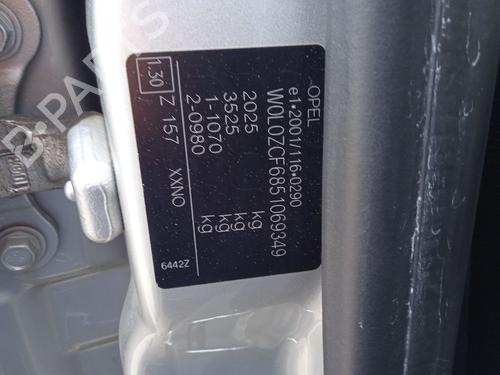 OPEL
e1*2001/116*0290
W0L0ZCF6851069349
2025 kg
3525 kg
1-1070 kg
2-0980 kg
1.30 Z 157 XXNO
6442Z
B-PARTS